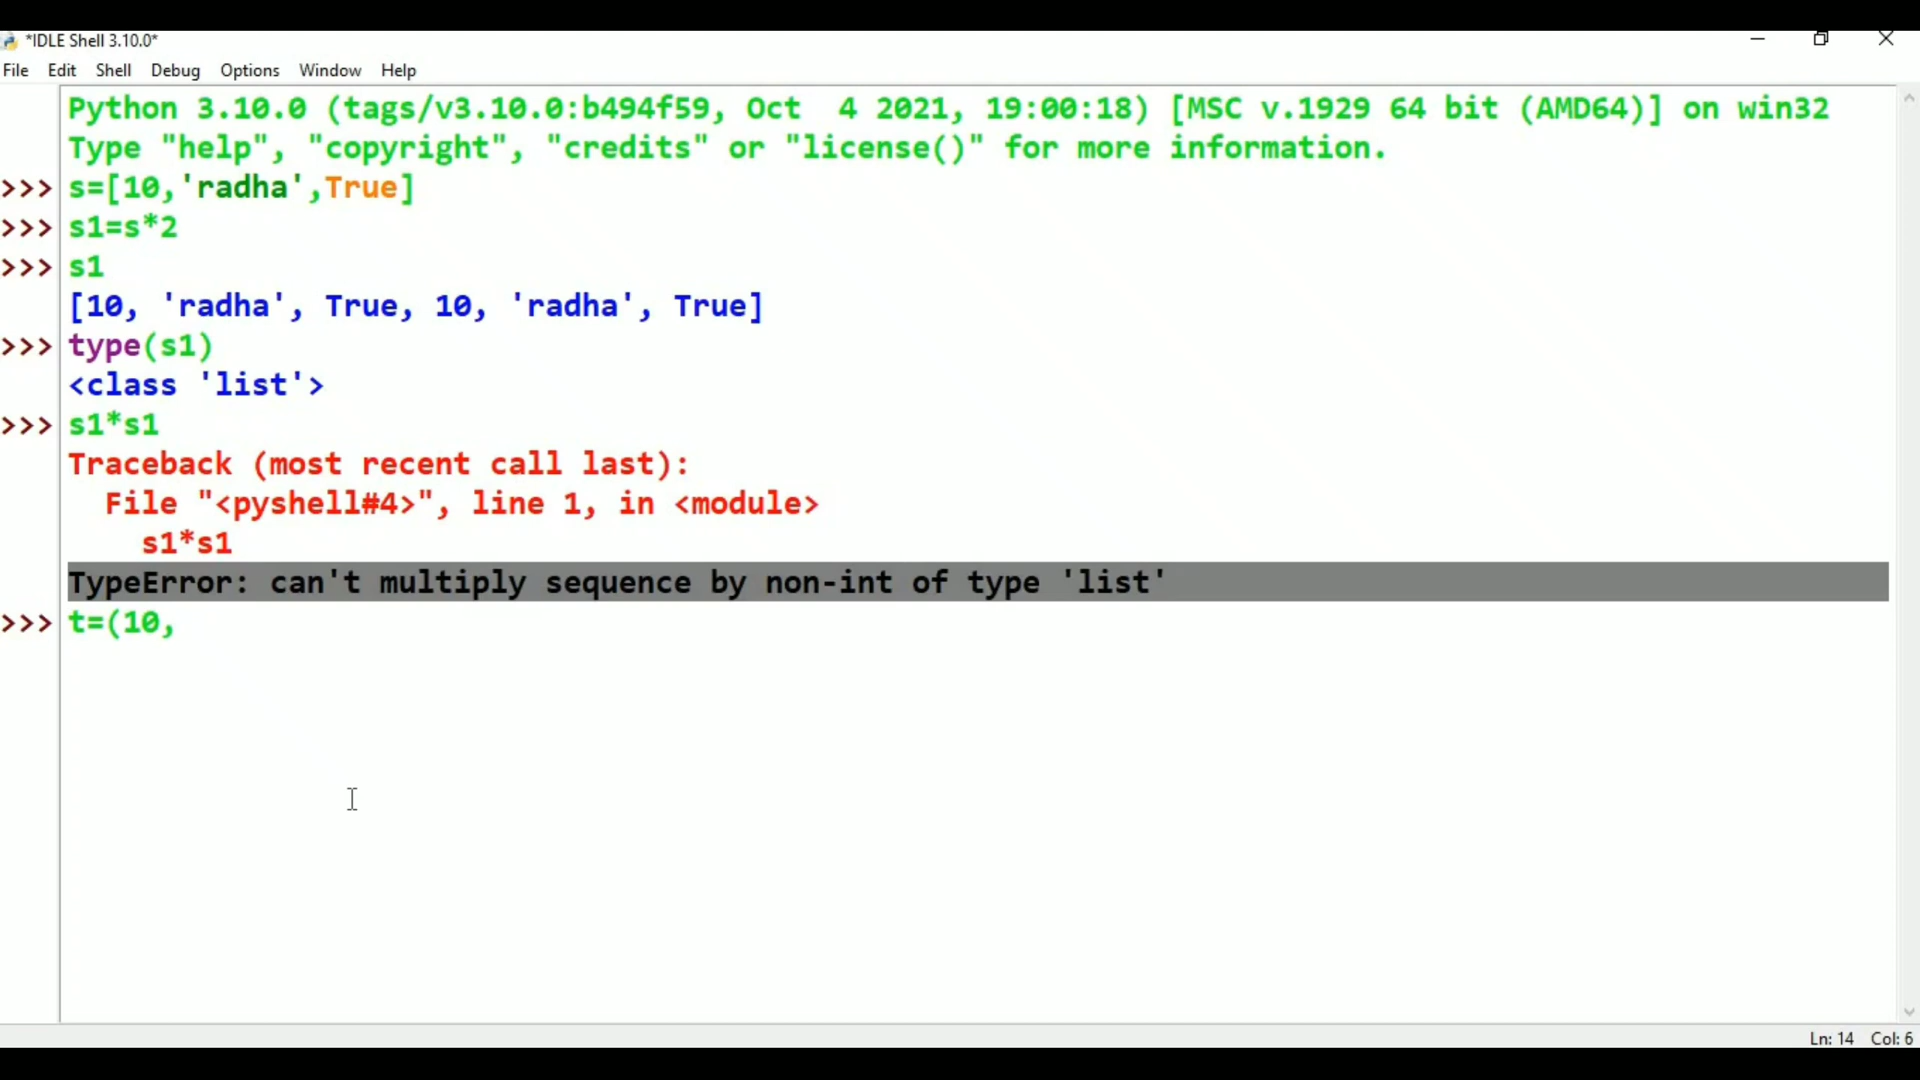 *IDLE Shell 3.10.0*
File Edit Shell Debug Options Window Help
Python 3.10.0 (tags/v3.10.0:b494f59, Oct  4 2021, 19:00:18) [MSC v.1929 64 bit (AMD64)] on win32
Type "help", "copyright", "credits" or "license()" for more information.
>>> s=[10,'radha',True]
>>> s1=s*2
>>> s1
[10, 'radha', True, 10, 'radha', True]
>>> type(s1)
<class 'list'>
>>> s1*s1
Traceback (most recent call last):
  File "<pyshell#4>", line 1, in <module>
    s1*s1
TypeError: can't multiply sequence by non-int of type 'list'
>>> t=(10,
Ln: 14 Col: 6